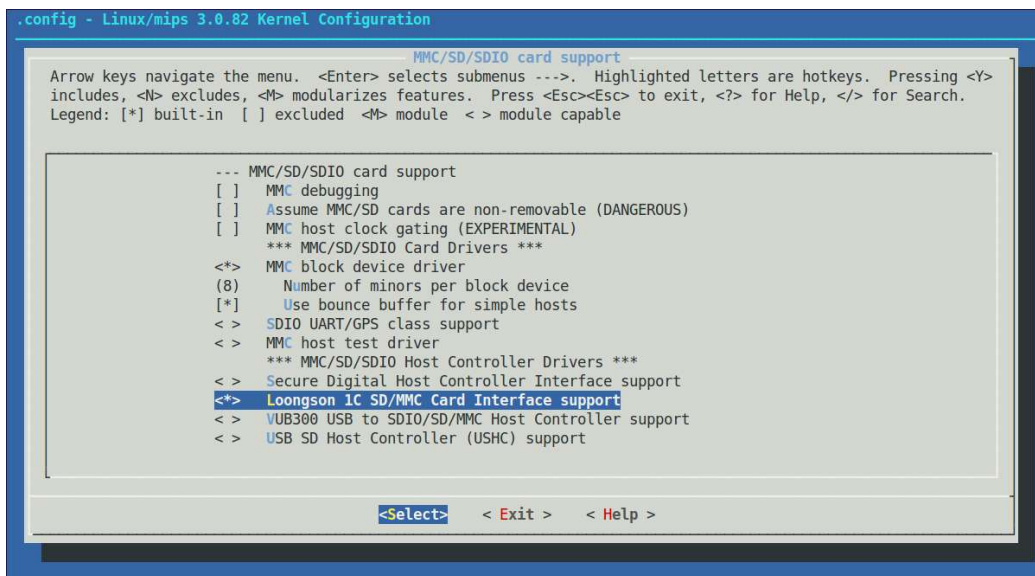 .config - Linux/mips 3.0.82 Kernel Configuration
MMC/SD/SDIO card support
Arrow keys navigate the menu.  <Enter> selects submenus --->.  Highlighted letters are hotkeys.  Pressing <Y>
includes, <N> excludes, <M> modularizes features.  Press <Esc><Esc> to exit, <?> for Help, </> for Search.
Legend: [*] built-in  [ ] excluded  <M> module  < > module capable
--- MMC/SD/SDIO card support
[ ]   MMC debugging
[ ]   Assume MMC/SD cards are non-removable (DANGEROUS)
[ ]   MMC host clock gating (EXPERIMENTAL)
*** MMC/SD/SDIO Card Drivers ***
<*>   MMC block device driver
(8)     Number of minors per block device
[*]     Use bounce buffer for simple hosts
< >   SDIO UART/GPS class support
< >   MMC host test driver
*** MMC/SD/SDIO Host Controller Drivers ***
< >   Secure Digital Host Controller Interface support
<*>   Loongson 1C SD/MMC Card Interface support
< >   VUB300 USB to SDIO/SD/MMC Host Controller support
< >   USB SD Host Controller (USHC) support
<Select>    < Exit >    < Help >